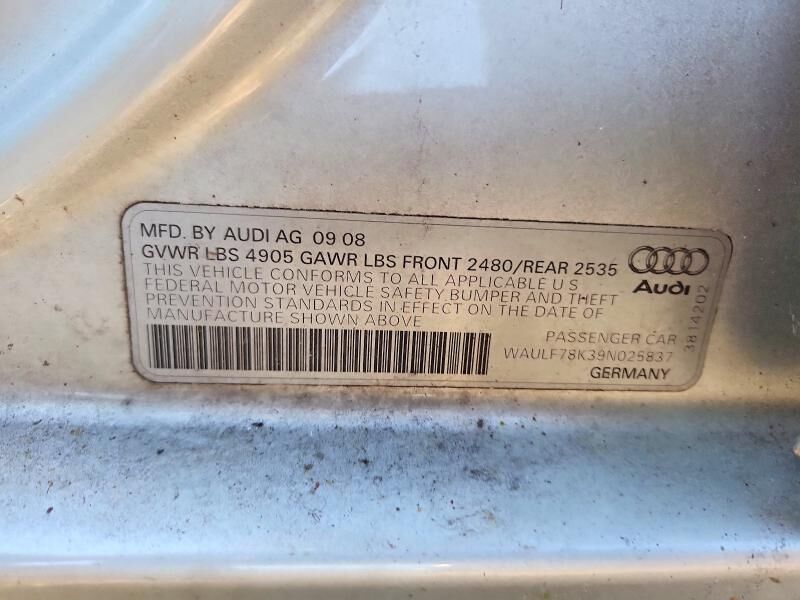 MFD. BY AUDI AG 09 08
GVWR LBS 4905 GAWR LBS FRONT 2480/REAR 2535
THIS VEHICLE CONFORMS TO ALL APPLICABLE U S
FEDERAL MOTOR VEHICLE SAFETY, BUMPER AND THEFT
PREVENTION STANDARDS IN EFFECT ON THE DATE OF
MANUFACTURE SHOWN ABOVE
Audi
3814202
PASSENGER CAR
WAULF78K39N025837
GERMANY